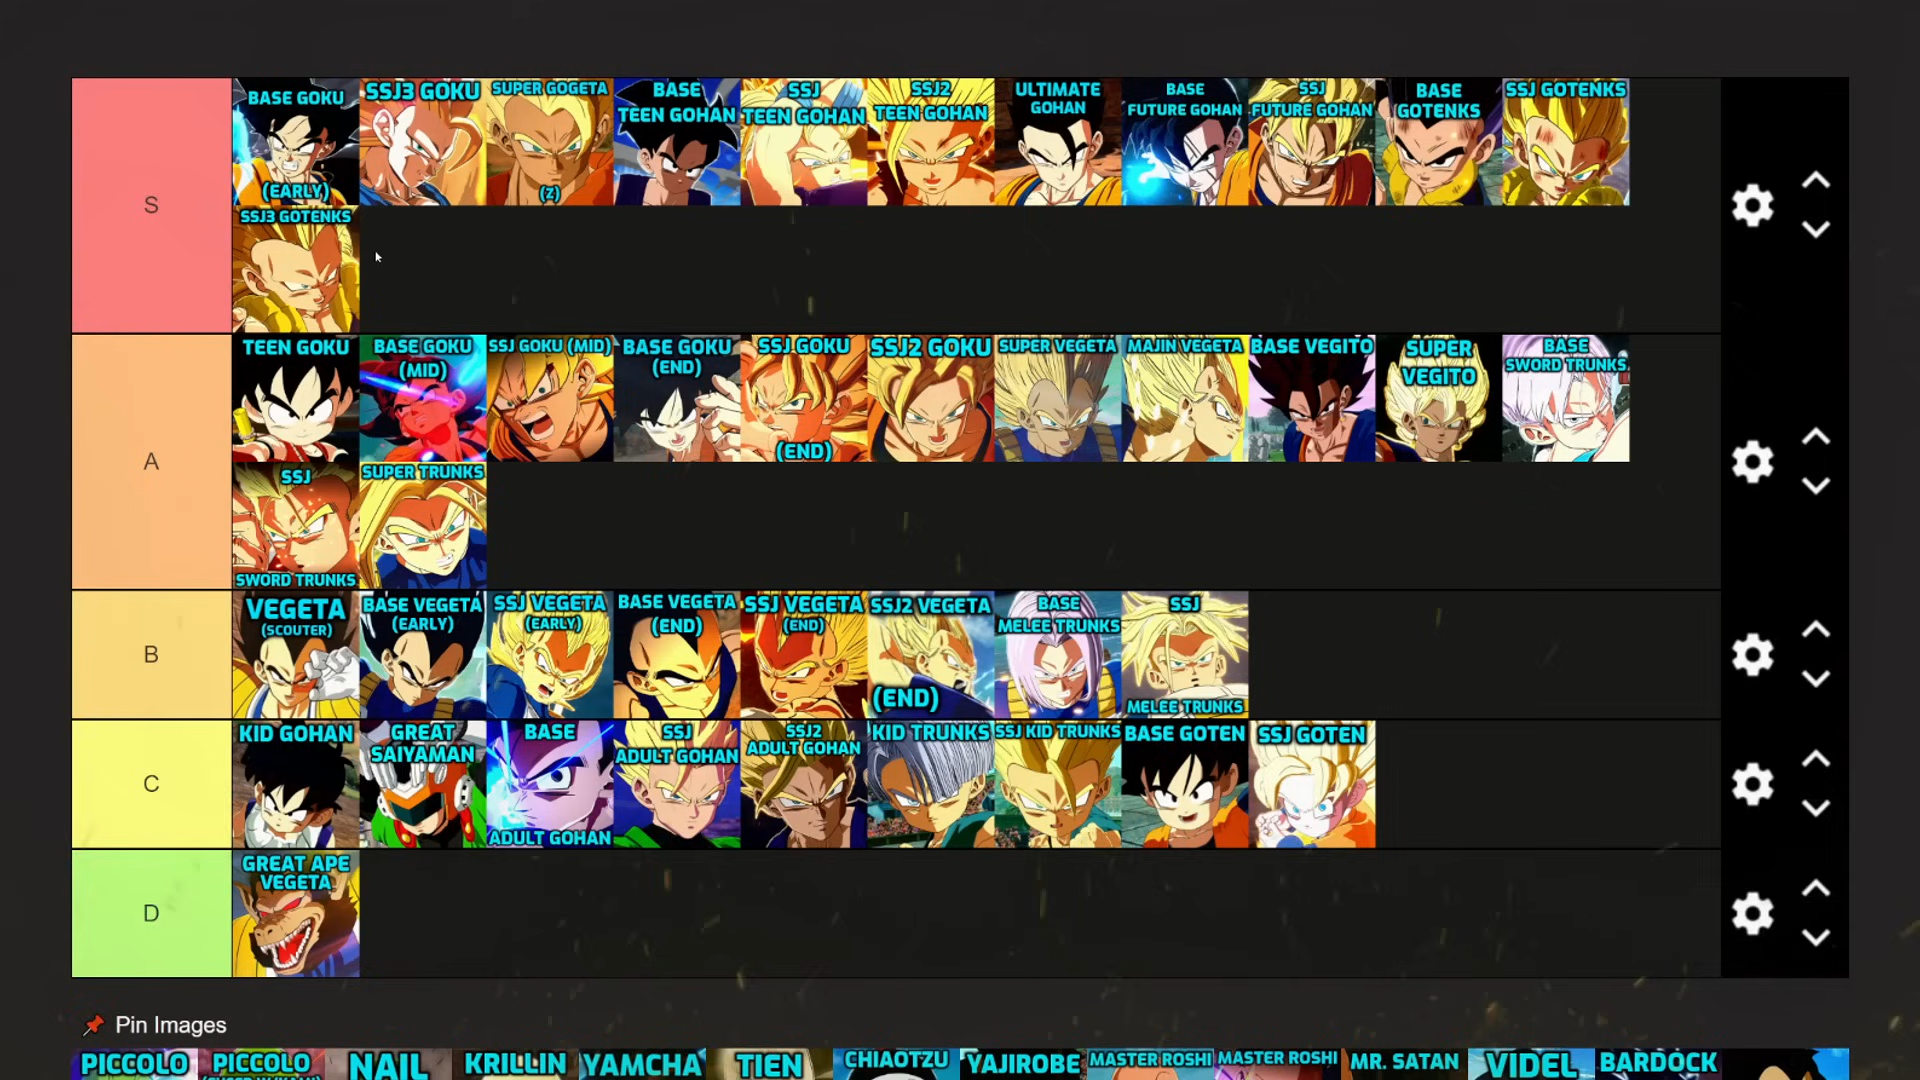 S
BASE GOKU
(EARLY)
SSJ3 GOKU
SUPER GOGETA
(Z)
BASE
TEEN GOHAN
SSJ
TEEN GOHAN
SSJ2
TEEN GOHAN
ULTIMATE
GOHAN
BASE
FUTURE GOHAN
SSJ
FUTURE GOHAN
BASE
GOTENKS
SSJ GOTENKS
SSJ3 GOTENKS
A
TEEN GOKU
BASE GOKU
(MID)
SSJ GOKU (MID)
BASE GOKU
(END)
SSJ GOKU
(END)
SSJ2 GOKU
SUPER VEGETA
MAJIN VEGETA
BASE VEGITO
SUPER
VEGITO
BASE
SWORD TRUNKS
SSJ
SWORD TRUNKS
SUPER TRUNKS
B
VEGETA
(SCOUTER)
BASE VEGETA
(EARLY)
SSJ VEGETA
(EARLY)
BASE VEGETA
(END)
SSJ VEGETA
(END)
SSJ2 VEGETA
(END)
BASE
MELEE TRUNKS
SSJ
MELEE TRUNKS
C
KID GOHAN
GREAT
SAIYAMAN
BASE
ADULT GOHAN
SSJ
ADULT GOHAN
SSJ2
ADULT GOHAN
KID TRUNKS
SSJ KID TRUNKS
BASE GOTEN
SSJ GOTEN
D
GREAT APE
VEGETA
Pin Images
PICCOLO
PICCOLO
NAIL
KRILLIN
YAMCHA
TIEN
CHIAOTZU
YAJIROBE
MASTER ROSHI
MASTER ROSHI
MR. SATAN
VIDEL
BARDOCK